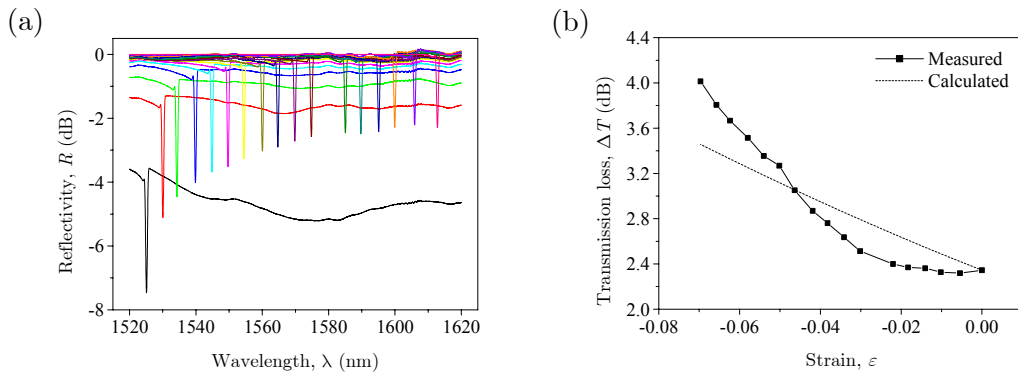 (a)
0
-2
-4
-6
-8
1520 1540 1560 1580 1600 1620
Reflectivity, R (dB)
Wavelength, λ (nm)
(b)
4.4
4.0
3.6
3.2
2.8
2.4
2.0
-0.08 -0.06 -0.04 -0.02 0.00
Transmission loss, Δ T (dB)
Strain, ε
Measured
Calculated